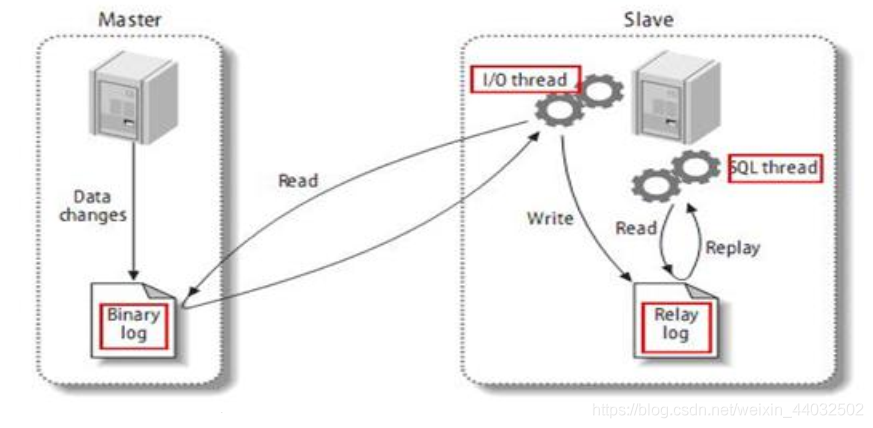 Master
Slave
I/O thread
SQL thread
Read
Data
changes
Write
Read
Replay
Binary
log
Relay
log
https://blog.csdn.net/weixin_44032502